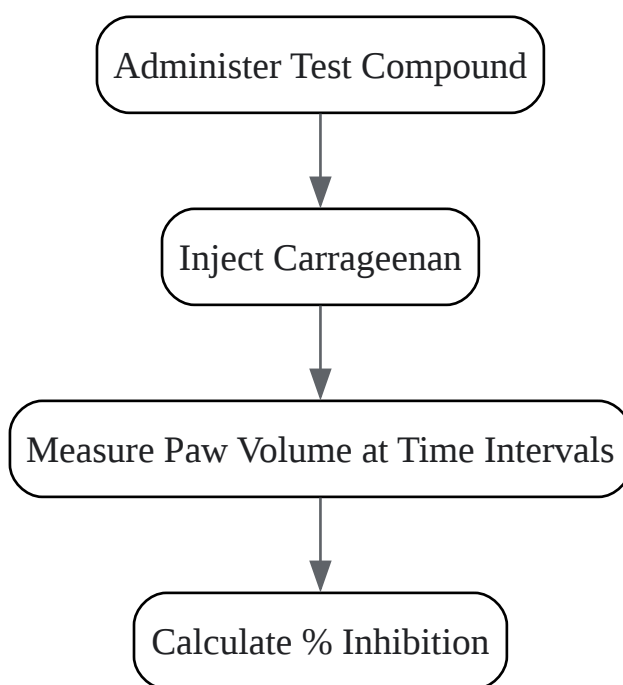 Administer Test Compound
Inject Carrageenan
Measure Paw Volume at Time Intervals
Calculate % Inhibition